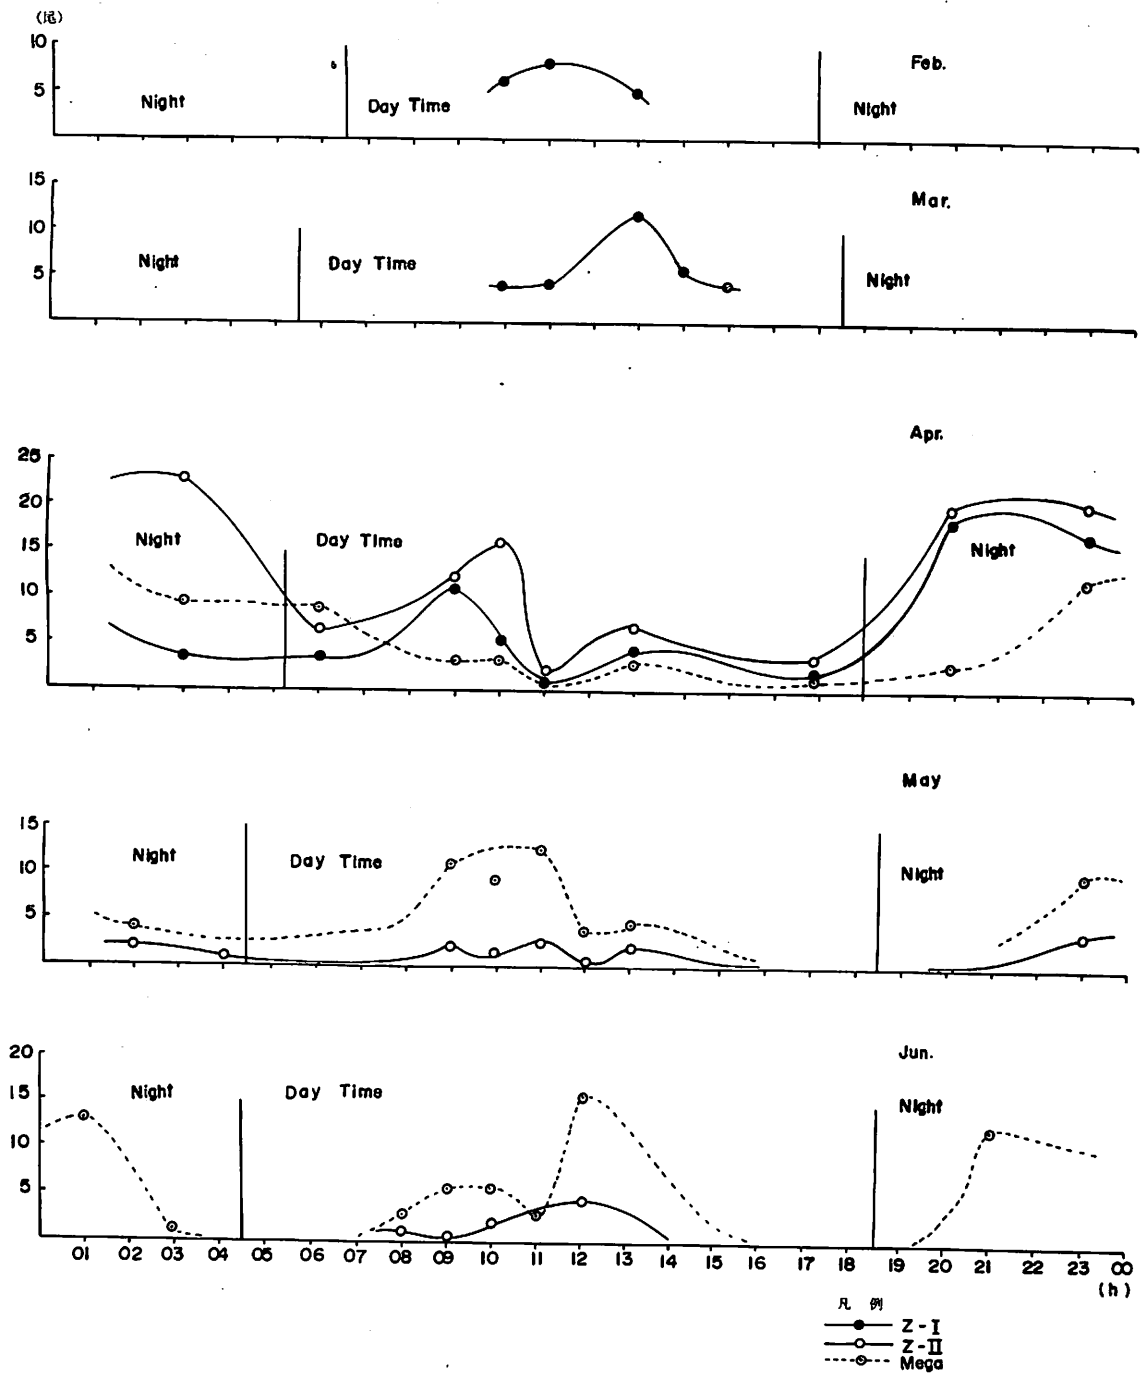 (尾)
10
5
Night
Day Time
Night
Feb.
15
10
5
Night
Day Time
Night
Mar.
25
20
15
10
5
Night
Day Time
Night
Apr.
15
10
5
Night
Day Time
Night
May
20
15
10
5
Night
Day Time
Night
Jun.
01 02 03 04 05 06 07 08 09 10 11 12 13 14 15 16 17 18 19 20 21 22 23 00
(h)
凡 例
Z-I
Z-II
Mega